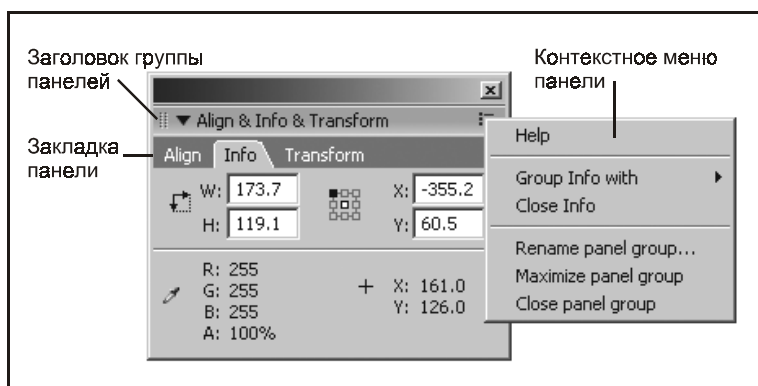 Заголовок группы
панелей
Контекстное меню
панели
Align & Info & Transform
Закладка
панели
Align Info Transform
W: 173.7 X: -355.2
H: 119.1 Y: 60.5
R: 255
G: 255
B: 255
A: 100%
X: 161.0
Y: 126.0
Help
Group Info with
Close Info
Rename panel group...
Maximize panel group
Close panel group